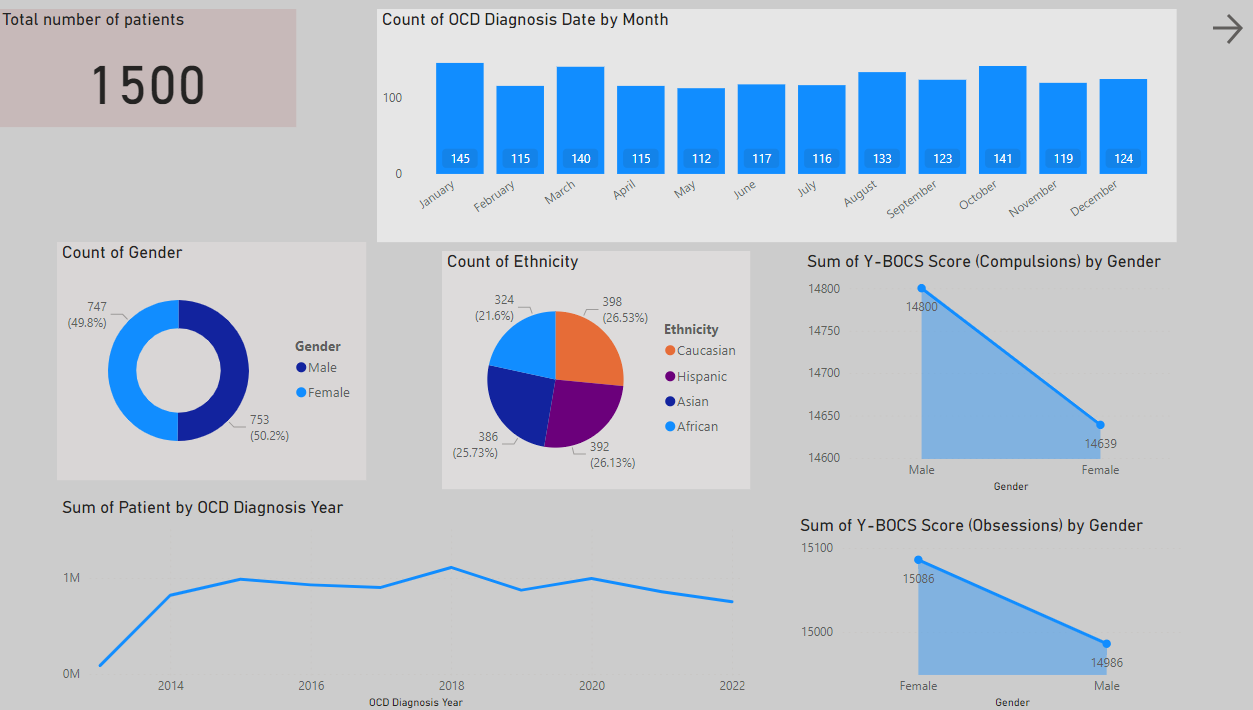 Total number of patients
1500
Count of OCD Diagnosis Date by Month
100
0
145
115
140
115
112
117
116
133
123
141
119
124
January
February
March
April
May
June
July
August
September
October
November
December
Count of Gender
747
(49.8%)
753
(50.2%)
Gender
Male
Female
Count of Ethnicity
324
(21.6%)
398
(26.53%)
386
(25.73%)
392
(26.13%)
Ethnicity
Caucasian
Hispanic
Asian
African
Sum of Y-BOCS Score (Compulsions) by Gender
14800
14750
14700
14650
14600
14800
14639
Male
Female
Gender
Sum of Patient by OCD Diagnosis Year
1M
0M
2014
2016
2018
2020
2022
OCD Diagnosis Year
Sum of Y-BOCS Score (Obsessions) by Gender
15100
15000
15086
14986
Female
Male
Gender